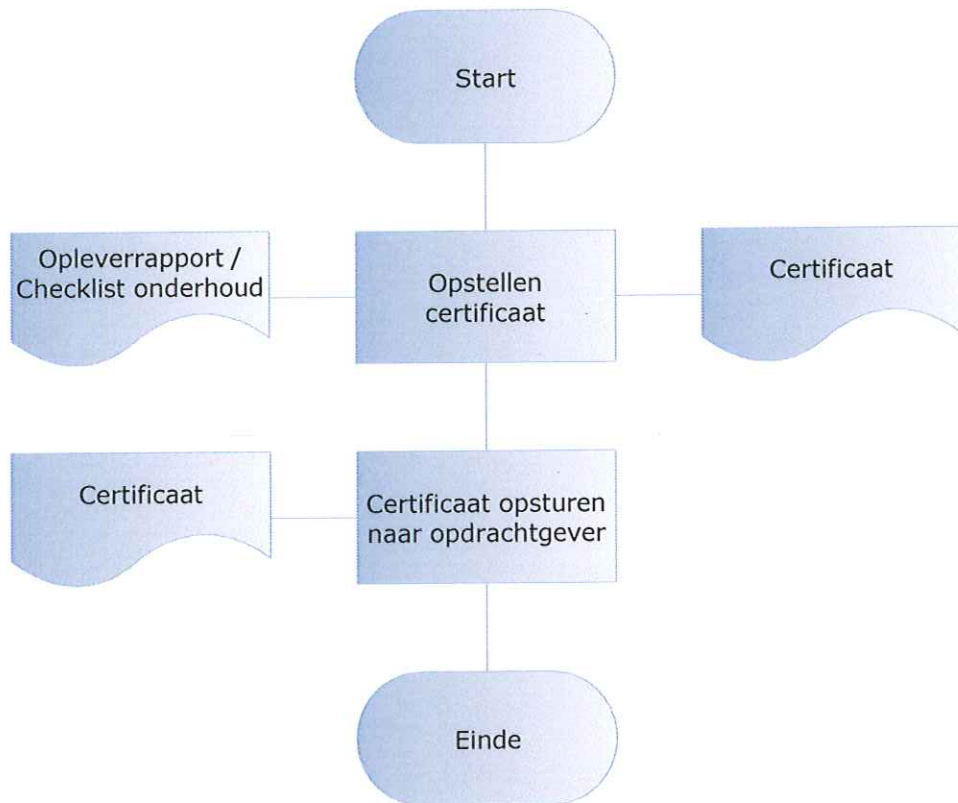 Start
Opleverrapport /
Checklist onderhoud
Opstellen
certificaat
Certificaat
Certificaat
Certificaat opsturen
naar opdrachtgever
Einde